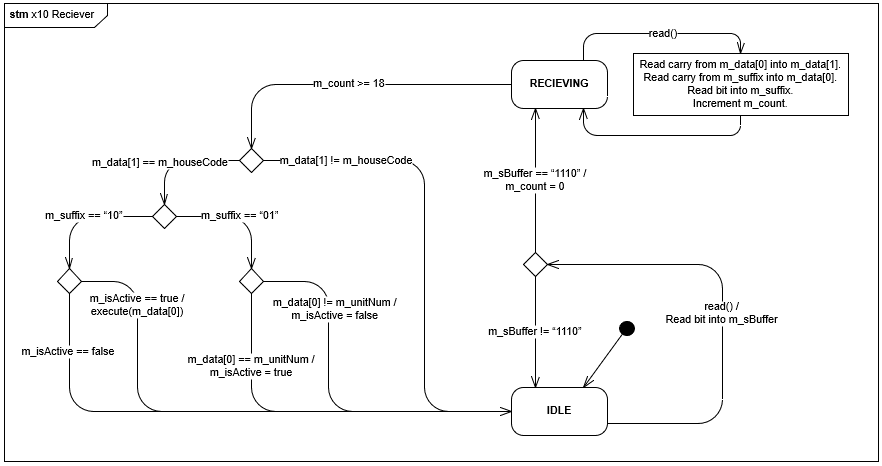 stm x10 Reciever
read()
Read carry from m_data[0] into m_data[1].
Read carry from m_suffix into m_data[0].
Read bit into m_suffix.
Increment m_count.
RECIEVING
m_count >= 18
m_data[1] == m_houseCode
m_data[1] != m_houseCode
m_sBuffer == “1110” /
m_count = 0
m_suffix == “10”
m_suffix == “01”
m_isActive == true /
execute(m_data[0])
m_data[0] != m_unitNum /
m_isActive = false
read() /
Read bit into m_sBuffer
m_sBuffer != “1110”
m_isActive == false
m_data[0] == m_unitNum /
m_isActive = true
IDLE